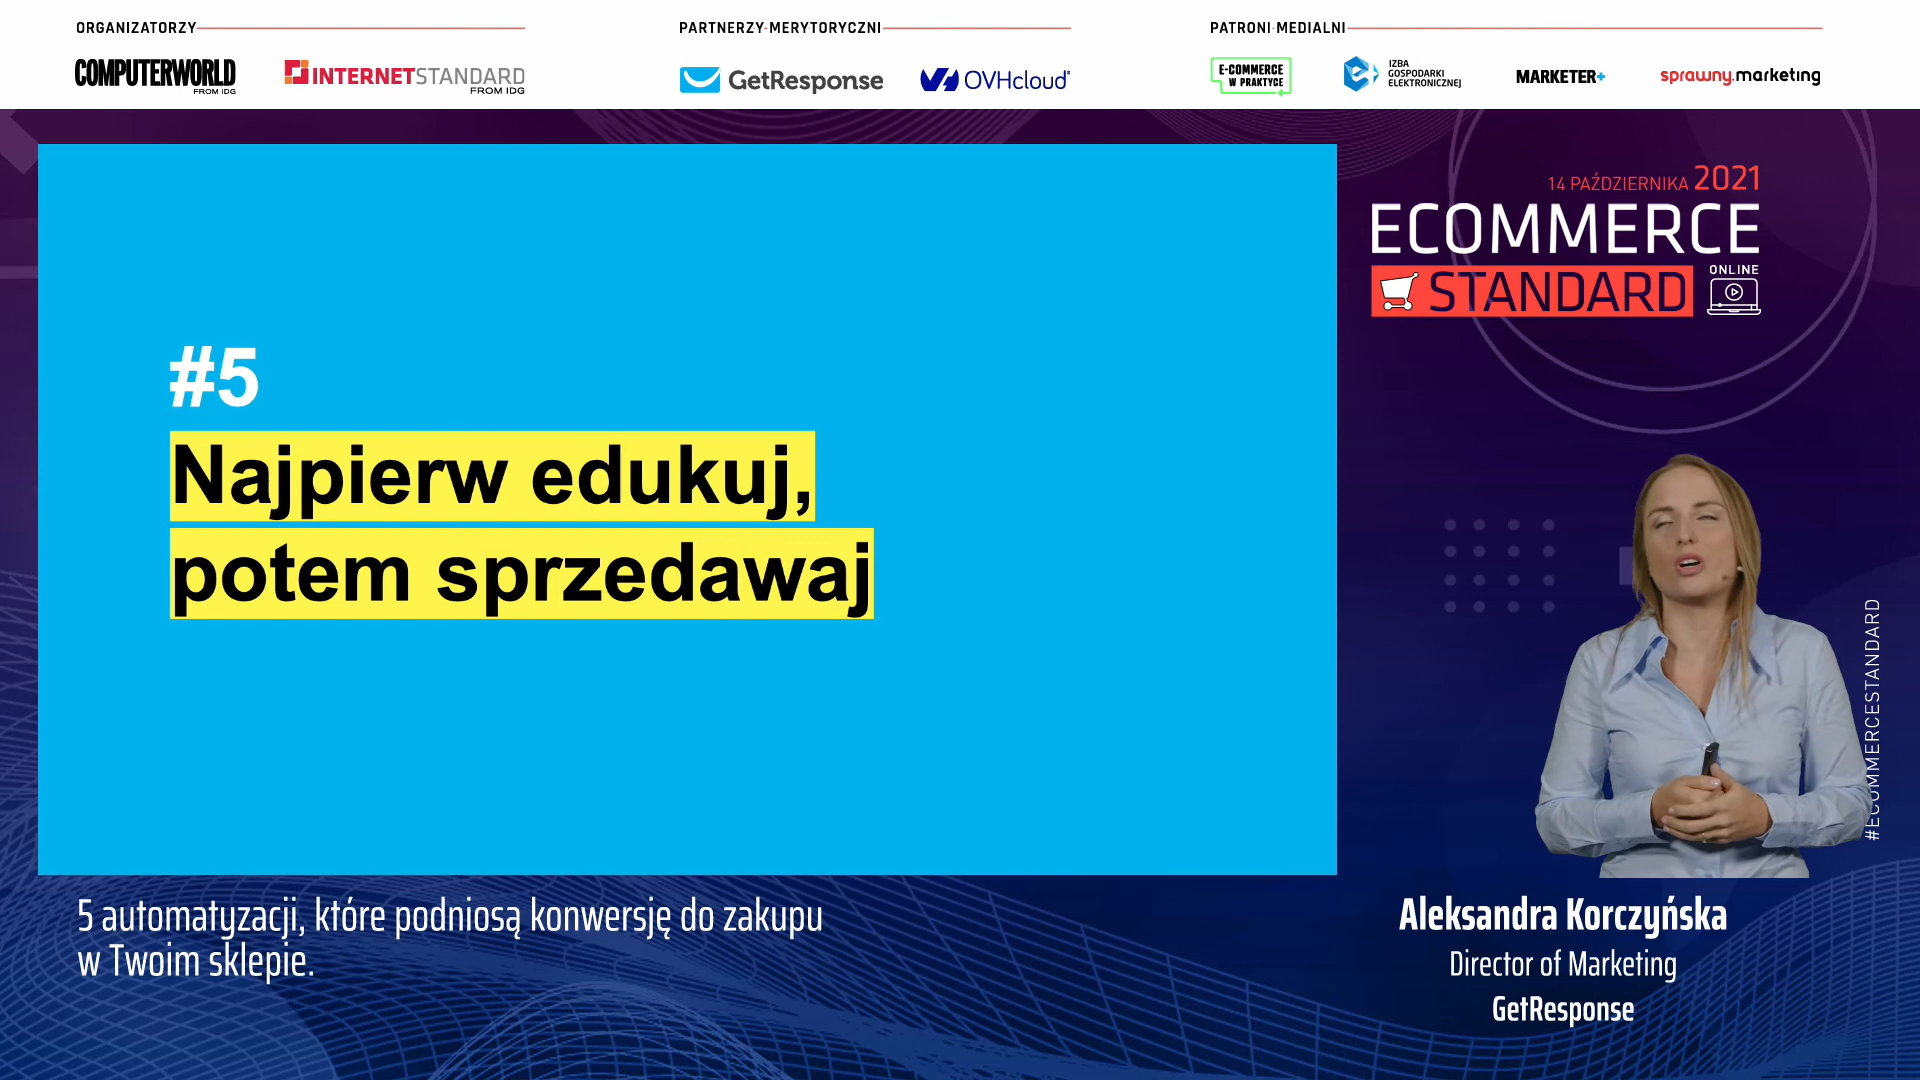 ORGANIZATORZY
COMPUTERWORLD
FROM IDG
INTERNETSTANDARD
FROM IDG
PARTNERZY MERYTORYCZNI
GetResponse
OVHcloud
PATRONI MEDIALNI
E-COMMERCE
W PRAKTYCE
IZBA
GOSPODARKI
ELEKTRONICZNEJ
MARKETER+
sprawny.marketing
14 PAŹDZIERNIKA 2021
ECOMMERCE
STANDARD
ONLINE
#5
Najpierw edukuj,
potem sprzedawaj
#ECOMMERCESTANDARD
5 automatyzacji, które podniosą konwersję do zakupu
w Twoim sklepie.
Aleksandra Korczyńska
Director of Marketing
GetResponse